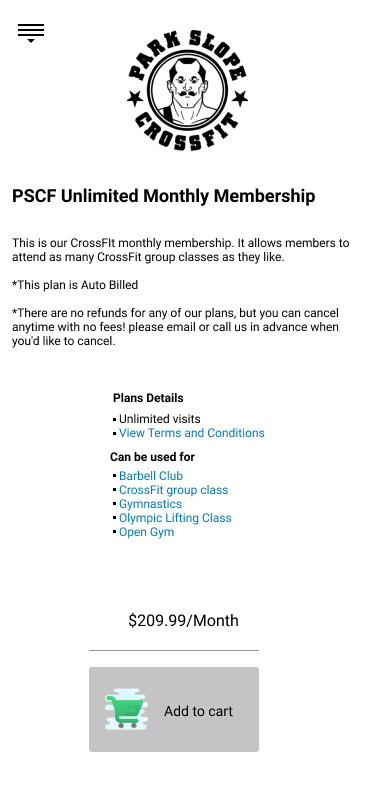 PARK SLOPE
CROSSFIT
PSCF Unlimited Monthly Membership
This is our CrossFIt monthly membership. It allows members to
attend as many CrossFit group classes as they like.
*This plan is Auto Billed
*There are no refunds for any of our plans, but you can cancel
anytime with no fees! please email or call us in advance when
you'd like to cancel.
Plans Details
Unlimited visits
View Terms and Conditions
Can be used for
Barbell Club
CrossFit group class
Gymnastics
Olympic Lifting Class
Open Gym
$209.99/Month
Add to cart